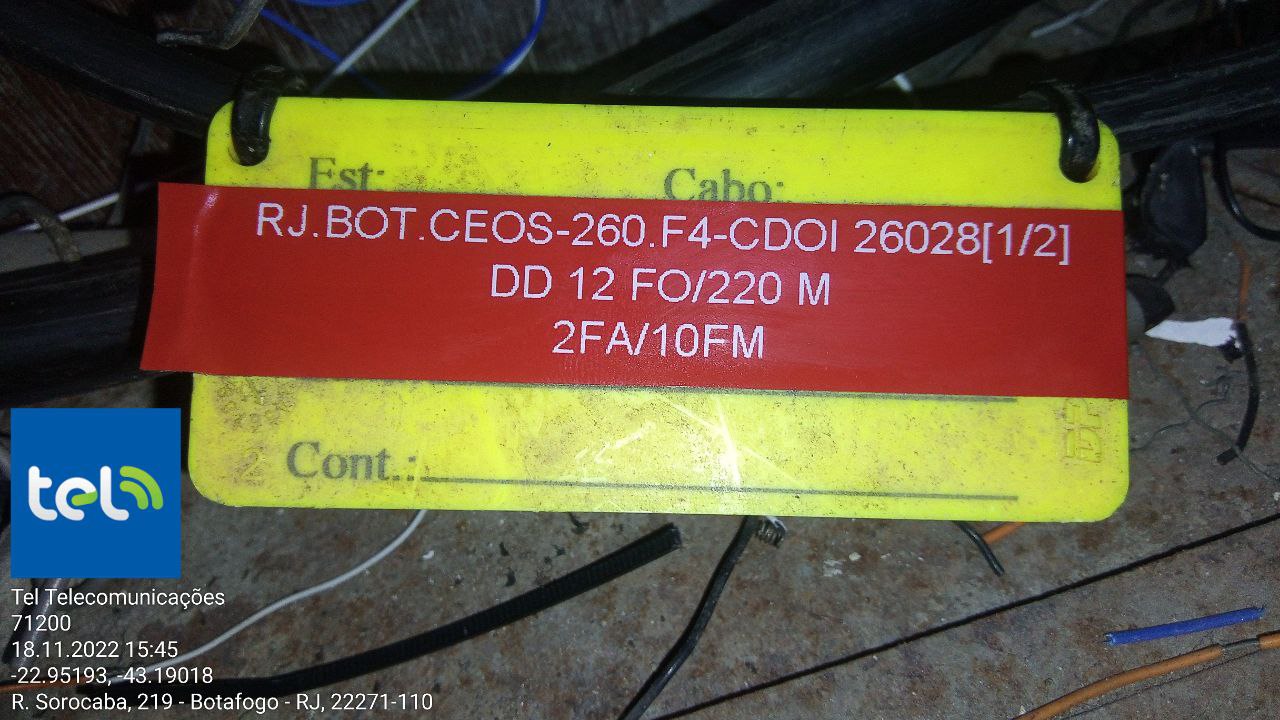 Est: Cabo:
RJ.BOT.CEOS-260.F4-CDOI 26028[1/2]
DD 12 FO/220 M
2FA/10FM
Cont.:
tel
Tel Telecomunicações
71200
18.11.2022 15:45
-22.95193, -43.19018
R. Sorocaba, 219 - Botafogo - RJ, 22271-110